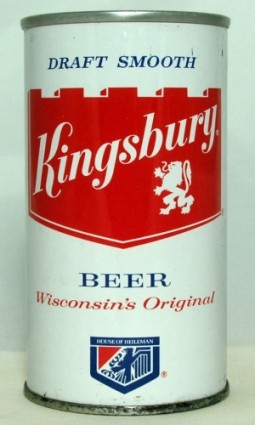 DRAFT SMOOTH
Kingsbury®
BEER
Wisconsin's Original
HOUSE OF HEILEMAN
®